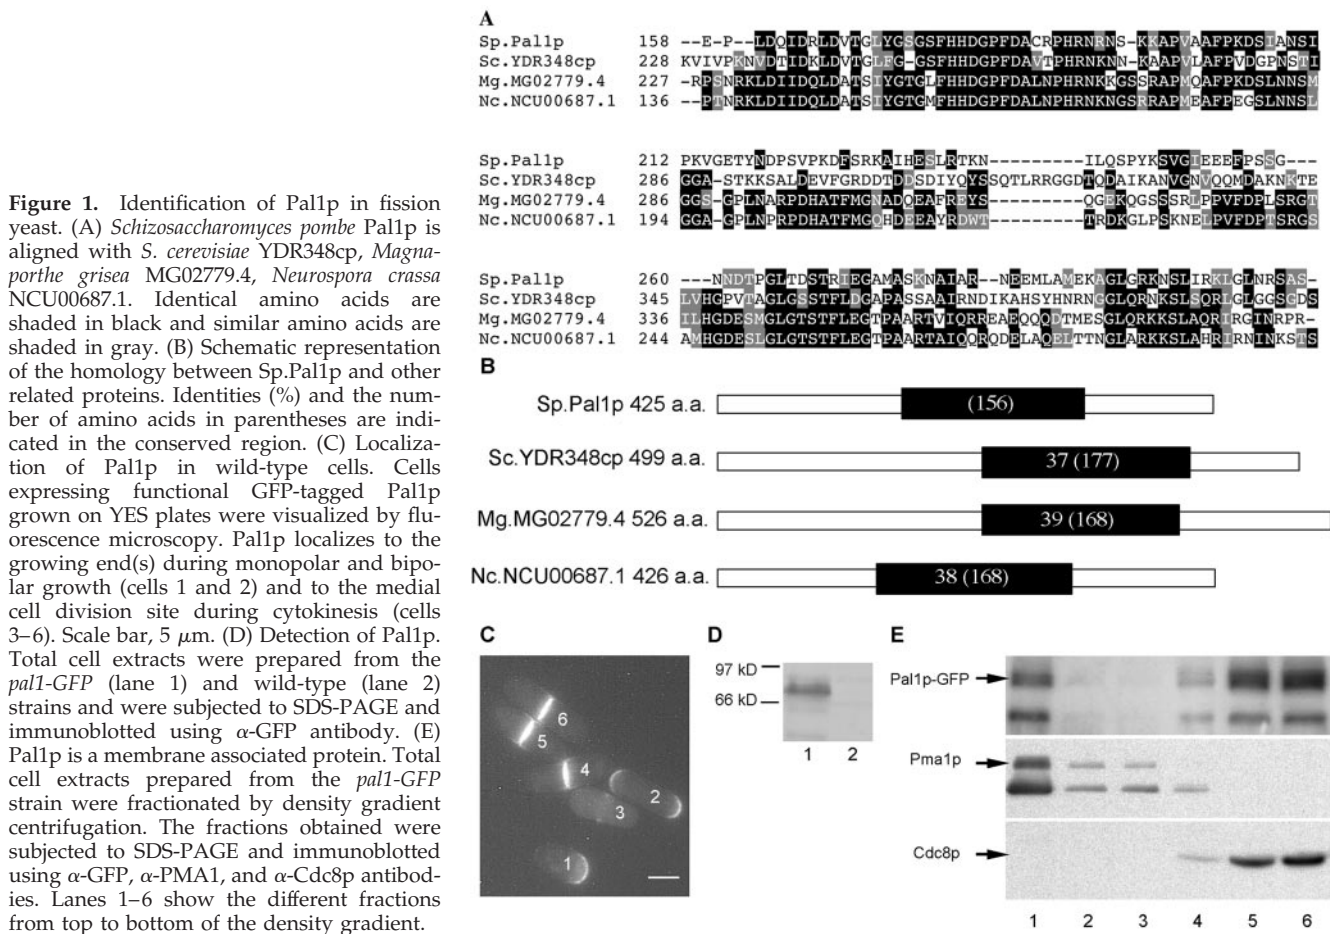 Figure 1. Identification of Pal1p in fission
yeast. (A) Schizosaccharomyces pombe Pal1p is
aligned with S. cerevisiae YDR348cp, Magna-
porthe grisea MG02779.4, Neurospora crassa
NCU00687.1. Identical amino acids are
shaded in black and similar amino acids are
shaded in gray. (B) Schematic representation
of the homology between Sp.Pal1p and other
related proteins. Identities (%) and the num-
ber of amino acids in parentheses are indi-
cated in the conserved region. (C) Localiza-
tion of Pal1p in wild-type cells. Cells
expressing functional GFP-tagged Pal1p
grown on YES plates were visualized by flu-
orescence microscopy. Pal1p localizes to the
growing end(s) during monopolar and bipo-
lar growth (cells 1 and 2) and to the medial
cell division site during cytokinesis (cells
3–6). Scale bar, 5 μm. (D) Detection of Pal1p.
Total cell extracts were prepared from the
pal1-GFP (lane 1) and wild-type (lane 2)
strains and were subjected to SDS-PAGE and
immunoblotted using α-GFP antibody. (E)
Pal1p is a membrane associated protein. Total
cell extracts prepared from the pal1-GFP
strain were fractionated by density gradient
centrifugation. The fractions obtained were
subjected to SDS-PAGE and immunoblotted
using α-GFP, α-PMA1, and α-Cdc8p antibod-
ies. Lanes 1–6 show the different fractions
from top to bottom of the density gradient.
A
Sp.Pal1p 158 --E-P--LDQIDRLDVTGLYGSGSFHHDGPFDACRPHRNRNS-KKAPVAAFPKDSIANSI
Sc.YDR348cp 228 KVIVPKNVDTIDKLDVTGLFG-GSFHHDGPFDAVTPHRNKNN-KAAPVLAFPVDGPNSTI
Mg.MG02779.4 227 -RPSNRKLDIIDQLDATSIYGTGLFHHDGPFDALNPHRNKKGSSRAPMQAFPKDSLNNSL
Nc.NCU00687.1 136 --PTNRKLDIIDQLDATSIYGTGMFHHDGPFDALNPHRNKNGSRRAPMEAFPEGSLNNSM
Sp.Pal1p 212 PKVGETYNDPSVPKDFSRKAIHESLRTKN----------ILQSPYKSVGIEEEFPSSG---
Sc.YDR348cp 286 GGA-STKKSALDEVFGRDDTDDSDIYQYSSQTLRRGGDTQDAIKANVGNVQQMDAKNKTE
Mg.MG02779.4 286 GGS-GPLNARPDHATFMGNADQEAFREYS---------QGEKQGSSSRLPPVFDPLSRGT
Nc.NCU00687.1 194 GGA-GPLNPRPDHATFMGQHDEEAYRDWT---------TRDKGLPSKNELPVFDPTSRGS
Sp.Pal1p 260 --NNDTPGLTDSTRIEGAMASKNAIAR--NEEMLAMEKAGLGRKNSLIRKLGLNRSAS-
Sc.YDR348cp 345 LVHGPVTAGLGSSTFLDGAPASSAAIRNDIKAHSYHNRNGGLQRNKSLSQRLGLGGSGDS
Mg.MG02779.4 336 ILHGDESMGLGTSTFLEGTPAARTVIQRREAEQQQDTMESGLQRKKSLAQRIRGINRPR-
Nc.NCU00687.1 244 AMHGDESLGLGTSTFLEGTPAARTAIQQRQDELAQELTTNGLARKKSLAHRIRNINKSTS
B
Sp.Pal1p 425 a.a. (156)
Sc.YDR348cp 499 a.a. 37 (177)
Mg.MG02779.4 526 a.a. 39 (168)
Nc.NCU00687.1 426 a.a. 38 (168)
C
6
5
4
2
3
1
D
97 kD
66 kD
1 2
E
Pal1p-GFP
Pma1p
Cdc8p
1 2 3 4 5 6